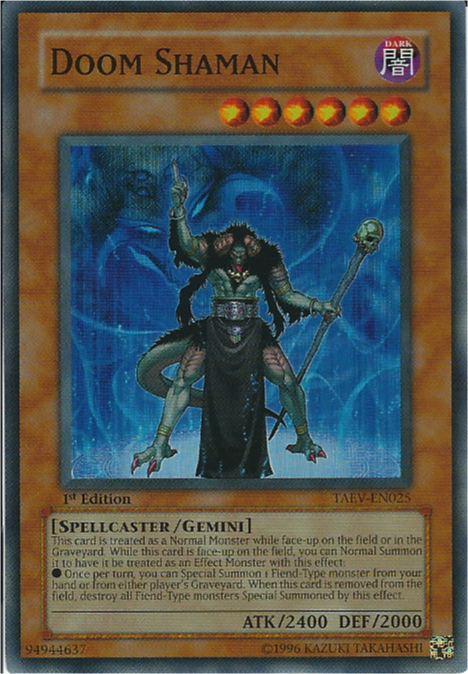 DOOM SHAMAN
DARK
闇
1st Edition
TAEV-EN025
[SPELLCASTER /GEMINI]
This card is treated as a Normal Monster while face-up on the field or in the
Graveyard. While this card is face-up on the field, you can Normal Summon
it to have it be treated as an Effect Monster with this effect:
● Once per turn, you can Special Summon 1 Fiend-Type monster from your
hand or from either player's Graveyard. When this card is removed from the
field, destroy all Fiend-Type monsters Special Summoned by this effect.
ATK/2400 DEF/2000
94944637
©1996 KAZUKI TAKAHASHI